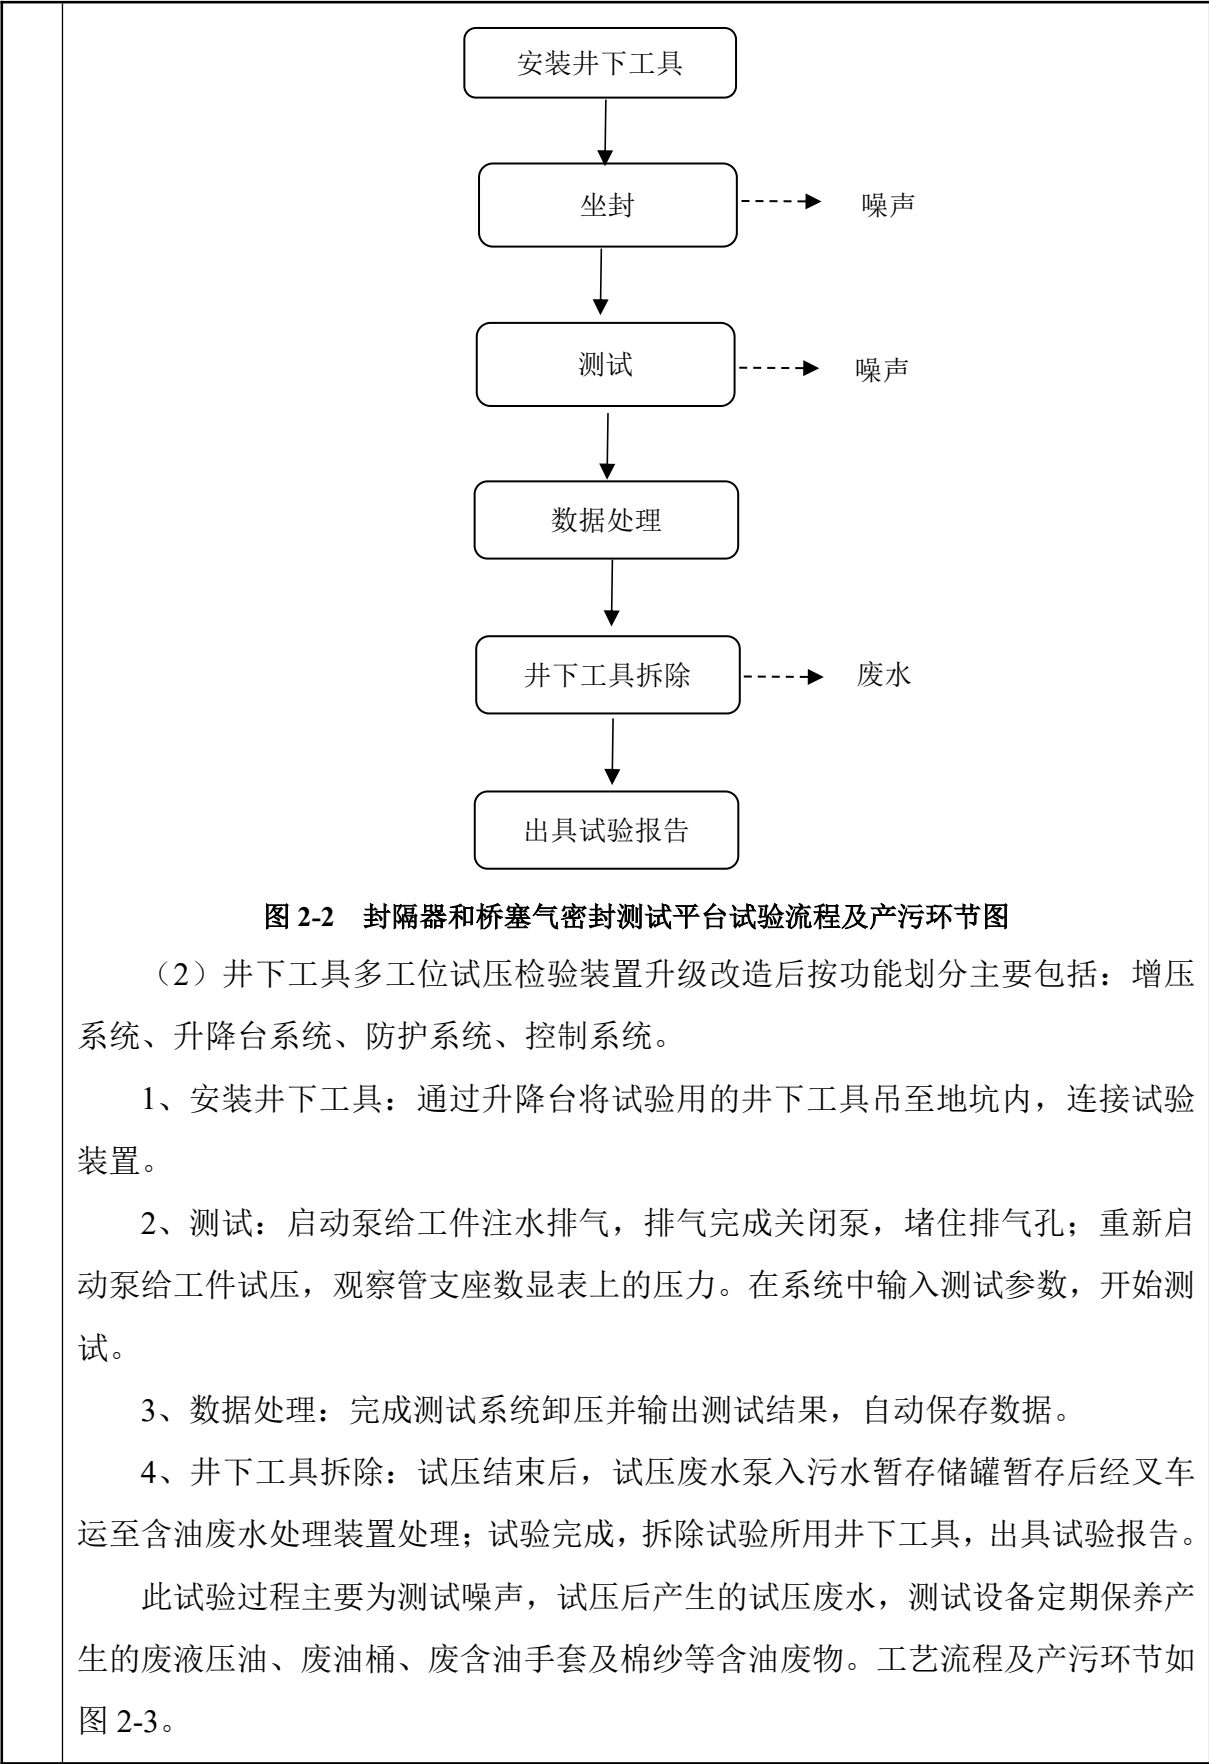 安装井下工具
坐封
噪声
测试
噪声
数据处理
井下工具拆除
废水
出具试验报告
图 2-2 封隔器和桥塞气密封测试平台试验流程及产污环节图
（2）井下工具多工位试压检验装置升级改造后按功能划分主要包括：增压
系统、升降台系统、防护系统、控制系统。
1、安装井下工具：通过升降台将试验用的井下工具吊至地坑内，连接试验
装置。
2、测试：启动泵给工件注水排气，排气完成关闭泵，堵住排气孔；重新启
动泵给工件试压，观察管支座数显表上的压力。在系统中输入测试参数，开始测
试。
3、数据处理：完成测试系统卸压并输出测试结果，自动保存数据。
4、井下工具拆除：试压结束后，试压废水泵入污水暂存储罐暂存后经叉车
运至含油废水处理装置处理；试验完成，拆除试验所用井下工具，出具试验报告。
此试验过程主要为测试噪声，试压后产生的试压废水，测试设备定期保养产
生的废液压油、废油桶、废含油手套及棉纱等含油废物。工艺流程及产污环节如
图 2-3。